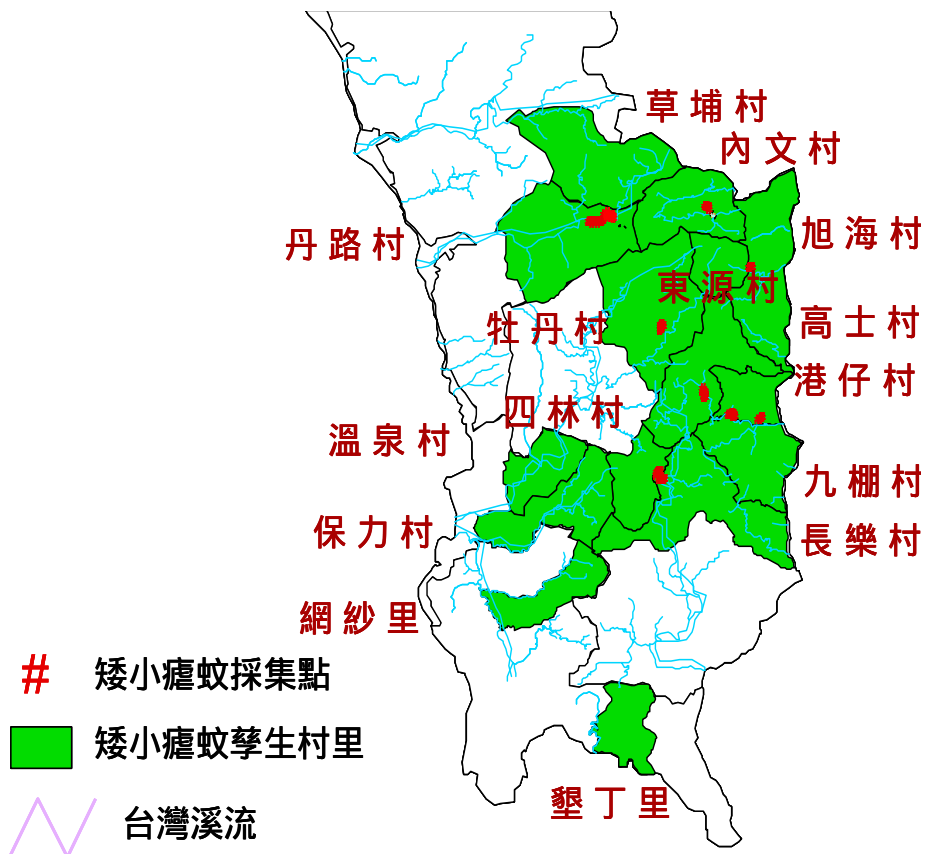 草埔村
內文村
旭海村
丹路村
東源村
高士村
牡丹村
港仔村
四林村
溫泉村
九棚村
保力村
長樂村
網紗里
# 矮小瘧蚊採集點
矮小瘧蚊孳生村里
墾丁里
台灣溪流